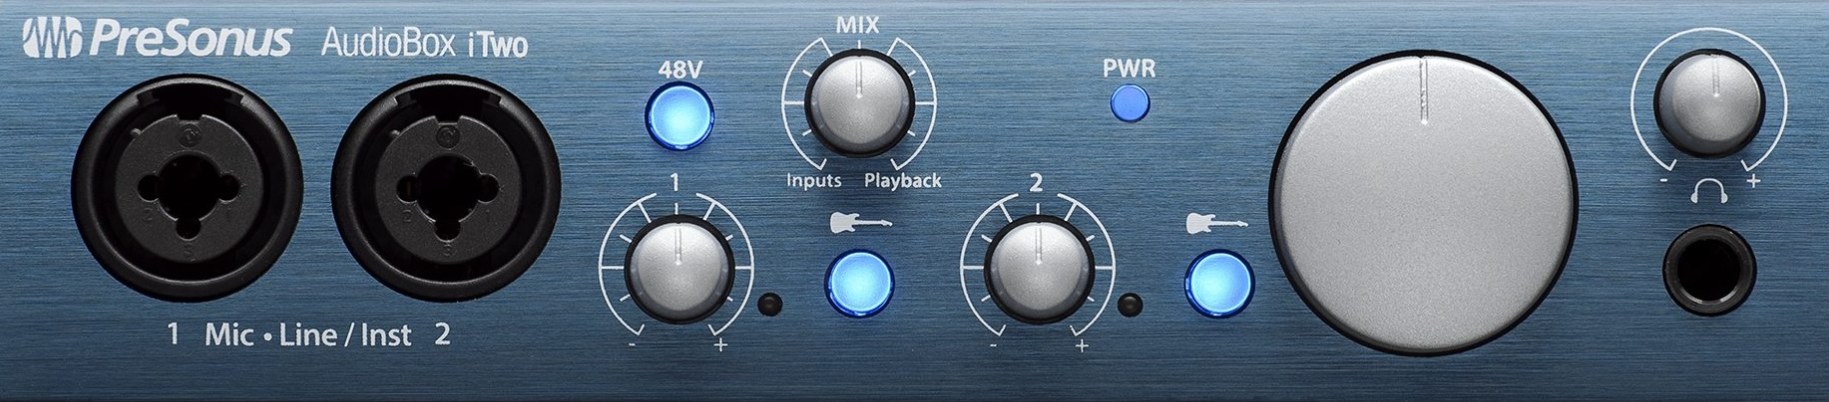 PreSonus AudioBox iTwo
MIX
48V
PWR
Inputs Playback
1
2
- +
- +
- +
1 Mic • Line / Inst 2